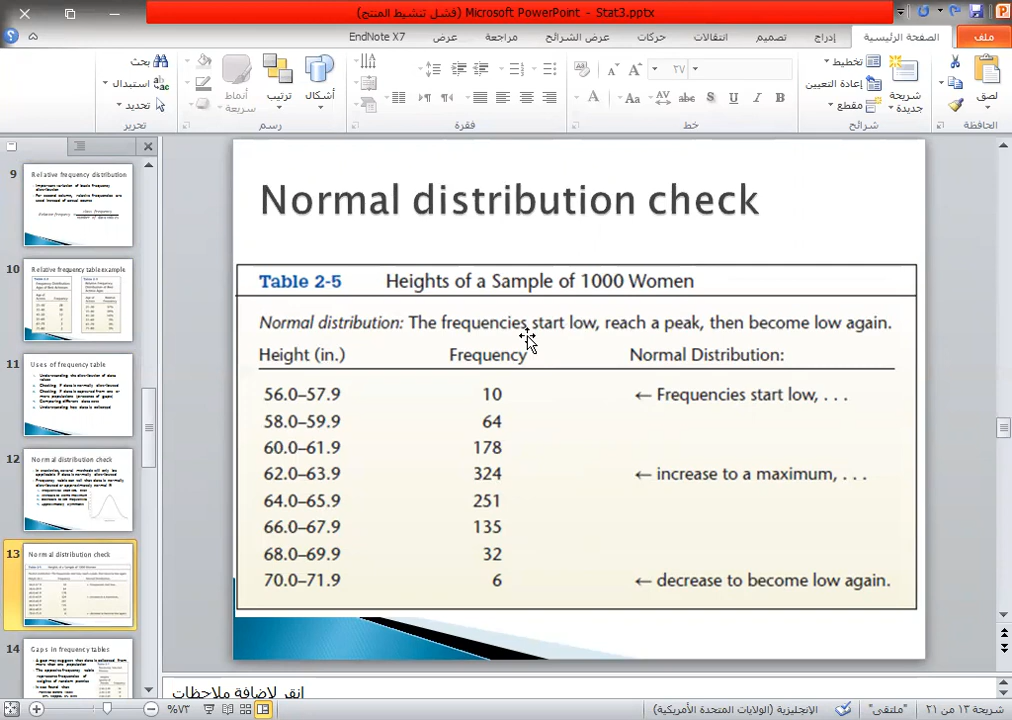 Microsoft PowerPoint - Stat3.pptx (فشل تنشيط المنتج)
ملف الصفحة الرئيسية إدراج تصميم انتقالات حركات عرض الشرائح مراجعة عرض EndNote X7
لصق
الحافظة
شريحة جديدة
تخطيط
إعادة التعيين
مقطع
شرائح
٢٧
خط
فقرة
أشكال
ترتيب
أنماط سريعة
رسم
بحث
استبدال
تحديد
تحرير
9
Relative frequency distribution
10
Relative frequency table example
11
Uses of frequency table
12
Normal distribution check
13
Normal distribution check
14
Gaps in frequency tables
Normal distribution check
Table 2-5 Heights of a Sample of 1000 Women
Normal distribution: The frequencies start low, reach a peak, then become low again.
Height (in.) Frequency Normal Distribution:
56.0–57.9 10 ← Frequencies start low, . . .
58.0–59.9 64
60.0–61.9 178
62.0–63.9 324 ← increase to a maximum, . . .
64.0–65.9 251
66.0–67.9 135
68.0–69.9 32
70.0–71.9 6 ← decrease to become low again.
انقر لإضافة ملاحظات
شريحة ١٣ من ٢١ "ملتقى" الإنجليزية (الولايات المتحدة الأمريكية)
٧٣%